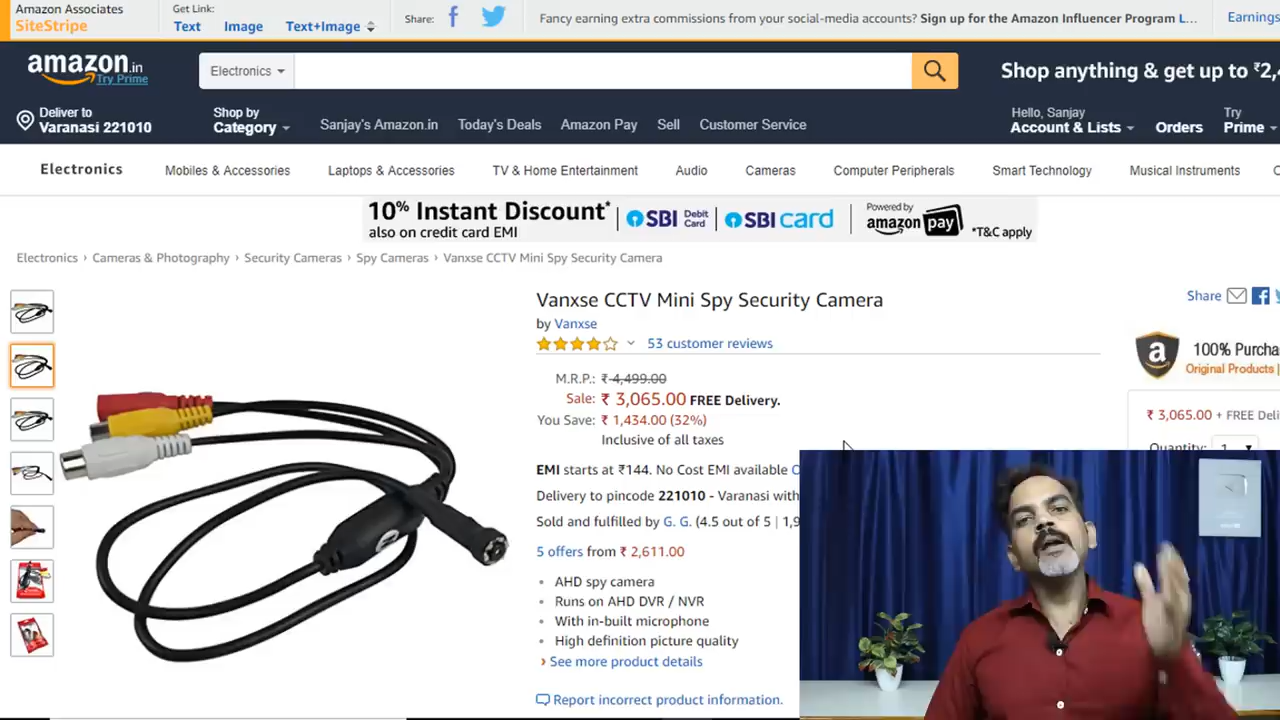 Amazon Associates
SiteStripe
Get Link:
Text Image Text+Image
Share:
Fancy earning extra commissions from your social-media accounts? Sign up for the Amazon Influencer Program L...
Earnings
amazon.in
Try Prime
Electronics
Shop anything & get up to ₹2,
Deliver to
Varanasi 221010
Shop by
Category
Sanjay's Amazon.in Today's Deals Amazon Pay Sell Customer Service
Hello, Sanjay
Account & Lists
Orders
Try
Prime
Electronics Mobiles & Accessories Laptops & Accessories TV & Home Entertainment Audio Cameras Computer Peripherals Smart Technology Musical Instruments
10% Instant Discount*
also on credit card EMI
SBI Debit Card
SBI card
Powered by
amazon pay
*T&C apply
Electronics › Cameras & Photography › Security Cameras › Spy Cameras › Vanxse CCTV Mini Spy Security Camera
Vanxse CCTV Mini Spy Security Camera
by Vanxse
53 customer reviews
Share
M.R.P.: ₹ 4,499.00
Sale: ₹ 3,065.00 FREE Delivery.
You Save: ₹ 1,434.00 (32%)
Inclusive of all taxes
a
100% Purcha
Original Products |
₹ 3,065.00 + FREE Deli
Quantity: 1
EMI starts at ₹144. No Cost EMI available
Delivery to pincode 221010 - Varanasi with
Sold and fulfilled by G. G. (4.5 out of 5 | 1,9
5 offers from ₹ 2,611.00
• AHD spy camera
• Runs on AHD DVR / NVR
• With in-built microphone
• High definition picture quality
› See more product details
Report incorrect product information.